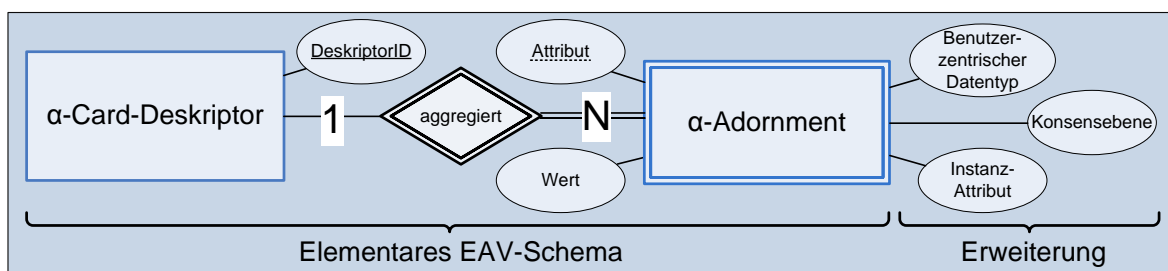 α-Card-Deskriptor
DeskriptorID
1
aggregiert
N
Attribut
Wert
α-Adornment
Benutzer-
zentrischer
Datentyp
Konsensebene
Instanz-
Attribut
Elementares EAV-Schema
Erweiterung